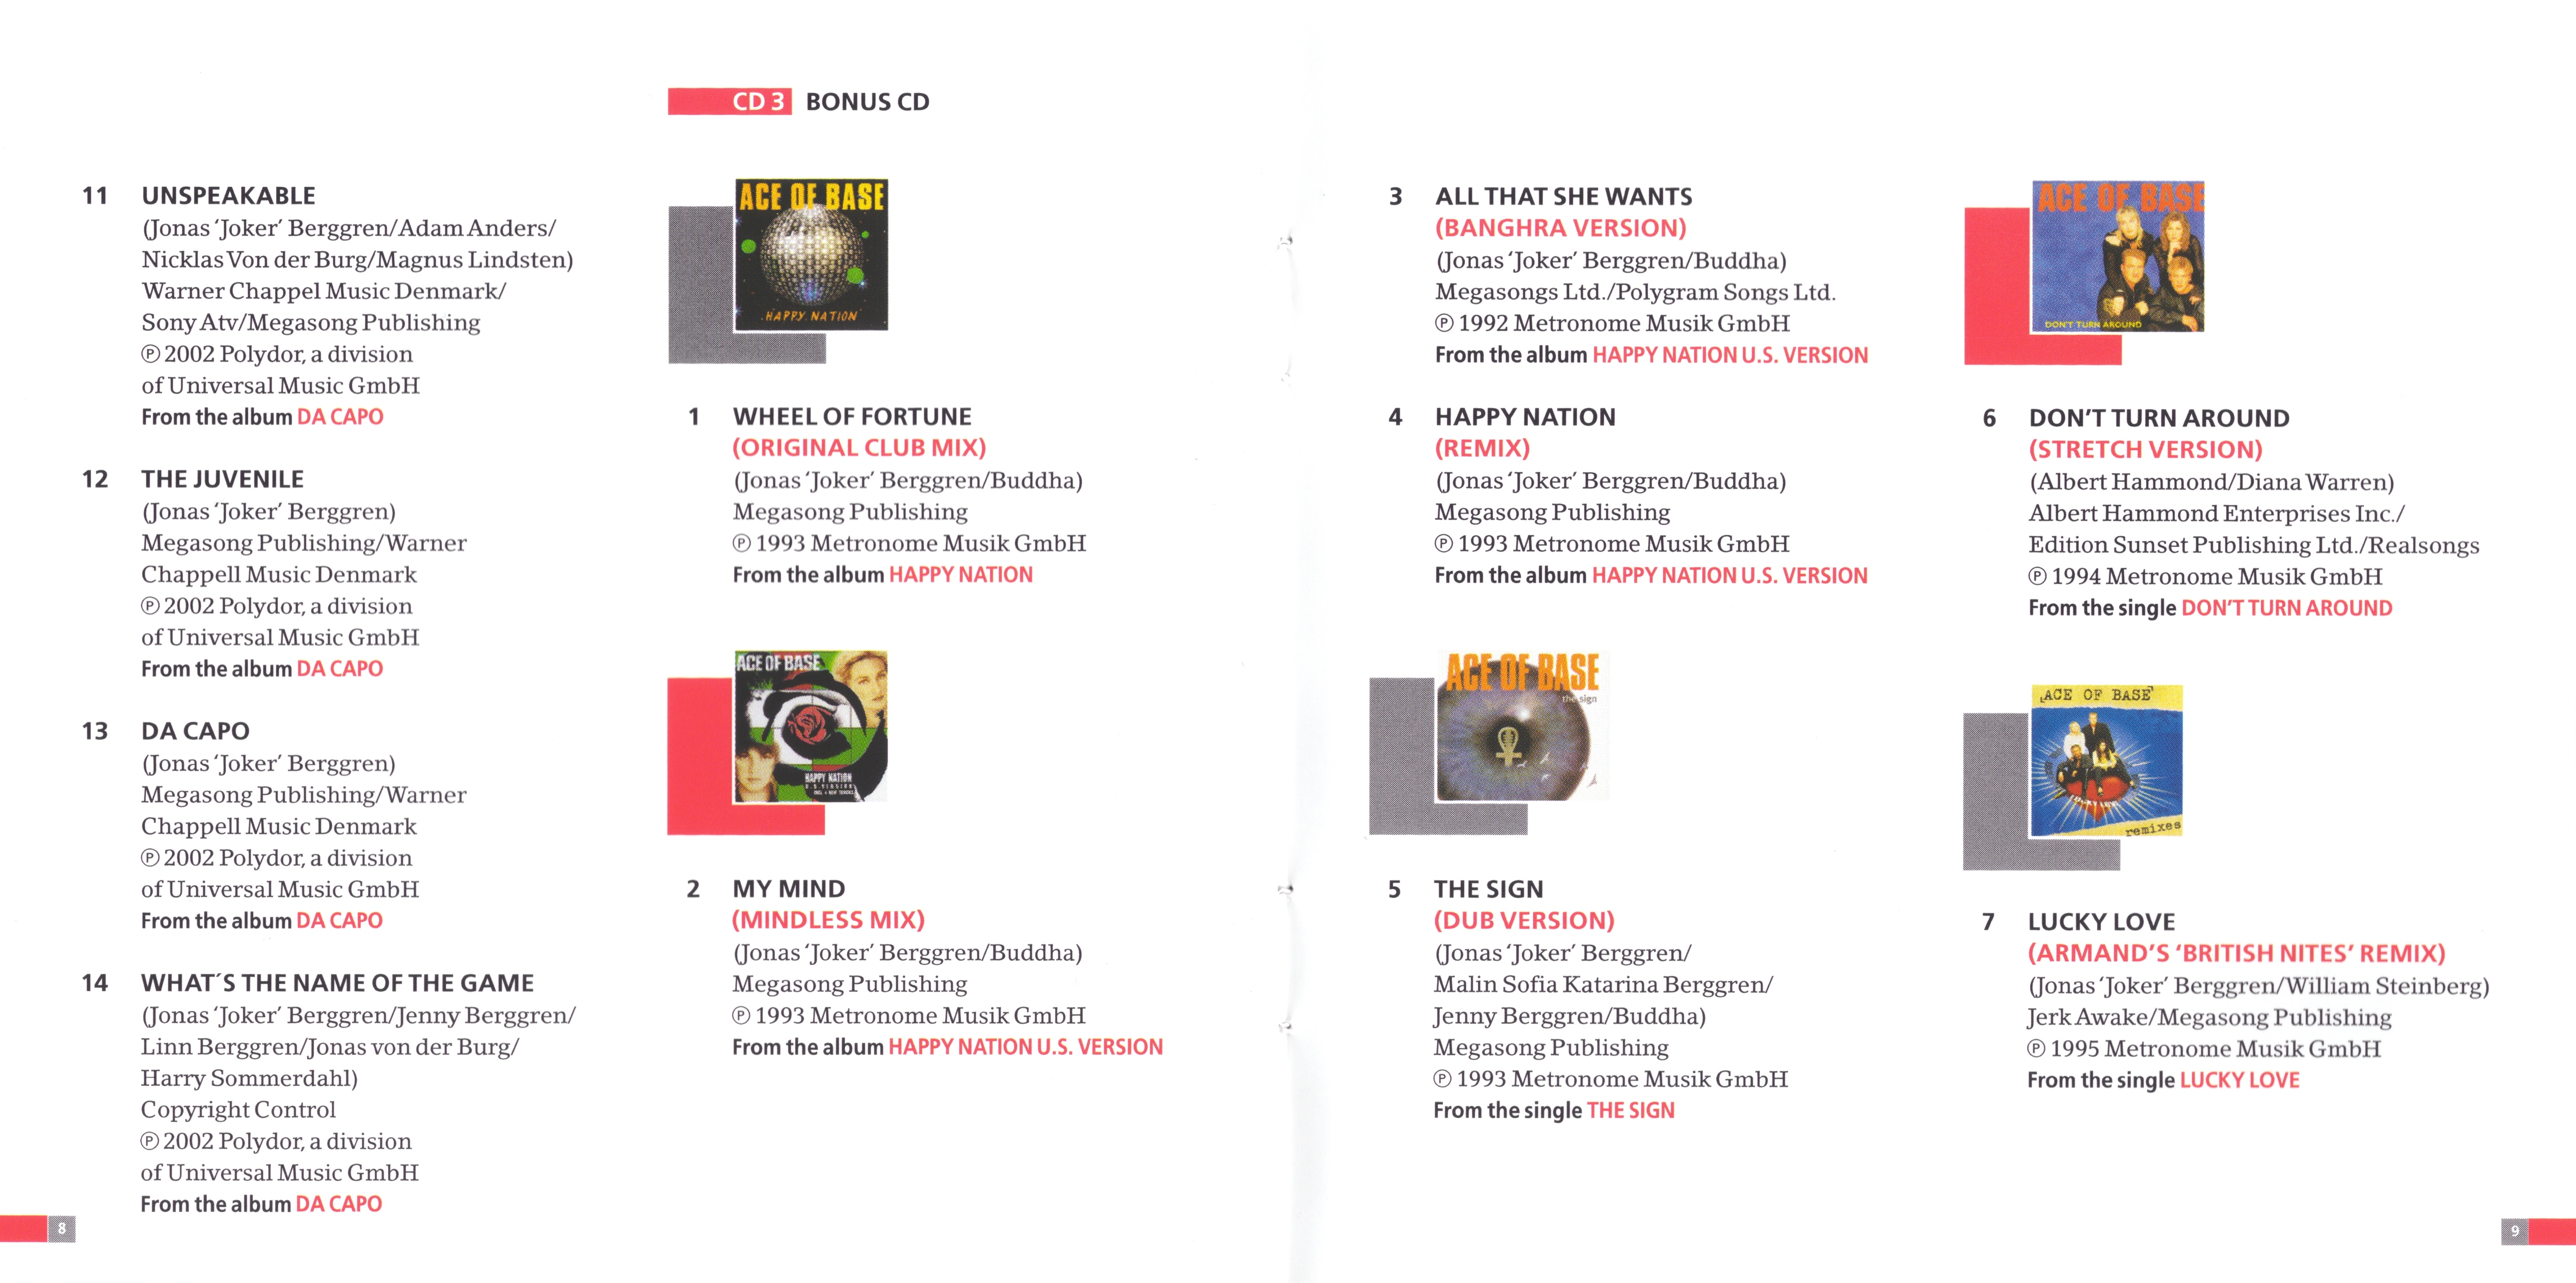 11 UNSPEAKABLE
(Jonas ‘Joker’ Berggren/Adam Anders/
Nicklas Von der Burg/Magnus Lindsten)
Warner Chappel Music Denmark/
Sony Atv/Megasong Publishing
℗ 2002 Polydor, a division
of Universal Music GmbH
From the album DA CAPO
12 THE JUVENILE
(Jonas ‘Joker’ Berggren)
Megasong Publishing/Warner
Chappell Music Denmark
℗ 2002 Polydor, a division
of Universal Music GmbH
From the album DA CAPO
13 DA CAPO
(Jonas ‘Joker’ Berggren)
Megasong Publishing/Warner
Chappell Music Denmark
℗ 2002 Polydor, a division
of Universal Music GmbH
From the album DA CAPO
14 WHAT´S THE NAME OF THE GAME
(Jonas ‘Joker’ Berggren/Jenny Berggren/
Linn Berggren/Jonas von der Burg/
Harry Sommerdahl)
Copyright Control
℗ 2002 Polydor, a division
of Universal Music GmbH
From the album DA CAPO
8
CD 3 BONUS CD
ACE OF BASE
HAPPY NATION
1 WHEEL OF FORTUNE
(ORIGINAL CLUB MIX)
(Jonas ‘Joker’ Berggren/Buddha)
Megasong Publishing
℗ 1993 Metronome Musik GmbH
From the album HAPPY NATION
ACE OF BASE
HAPPY NATION
U.S. VERSION
2 MY MIND
(MINDLESS MIX)
(Jonas ‘Joker’ Berggren/Buddha)
Megasong Publishing
℗ 1993 Metronome Musik GmbH
From the album HAPPY NATION U.S. VERSION
3 ALL THAT SHE WANTS
(BANGHRA VERSION)
(Jonas ‘Joker’ Berggren/Buddha)
Megasongs Ltd./Polygram Songs Ltd.
℗ 1992 Metronome Musik GmbH
From the album HAPPY NATION U.S. VERSION
4 HAPPY NATION
(REMIX)
(Jonas ‘Joker’ Berggren/Buddha)
Megasong Publishing
℗ 1993 Metronome Musik GmbH
From the album HAPPY NATION U.S. VERSION
ACE OF BASE
the sign
5 THE SIGN
(DUB VERSION)
(Jonas ‘Joker’ Berggren/
Malin Sofia Katarina Berggren/
Jenny Berggren/Buddha)
Megasong Publishing
℗ 1993 Metronome Musik GmbH
From the single THE SIGN
ACE OF BASE
DON'T TURN AROUND
6 DON’T TURN AROUND
(STRETCH VERSION)
(Albert Hammond/Diana Warren)
Albert Hammond Enterprises Inc./
Edition Sunset Publishing Ltd./Realsongs
℗ 1994 Metronome Musik GmbH
From the single DON’T TURN AROUND
ACE OF BASE
LUCKY LOVE
remixes
7 LUCKY LOVE
(ARMAND’S ‘BRITISH NITES’ REMIX)
(Jonas ‘Joker’ Berggren/William Steinberg)
Jerk Awake/Megasong Publishing
℗ 1995 Metronome Musik GmbH
From the single LUCKY LOVE
9